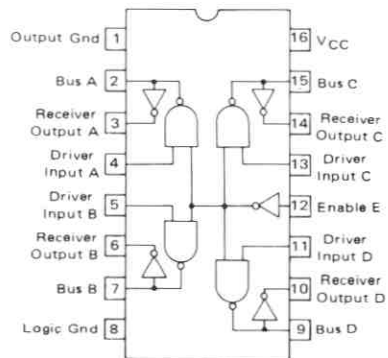 Output Gnd 1
Bus A 2
Receiver
Output A 3
Driver
Input A 4
Driver
Input B 5
Receiver
Output B 6
Bus B 7
Logic Gnd 8
16 VCC
15 Bus C
14 Receiver
Output C
13 Driver
Input C
12 Enable E
11 Driver
Input D
10 Receiver
Output D
9 Bus D